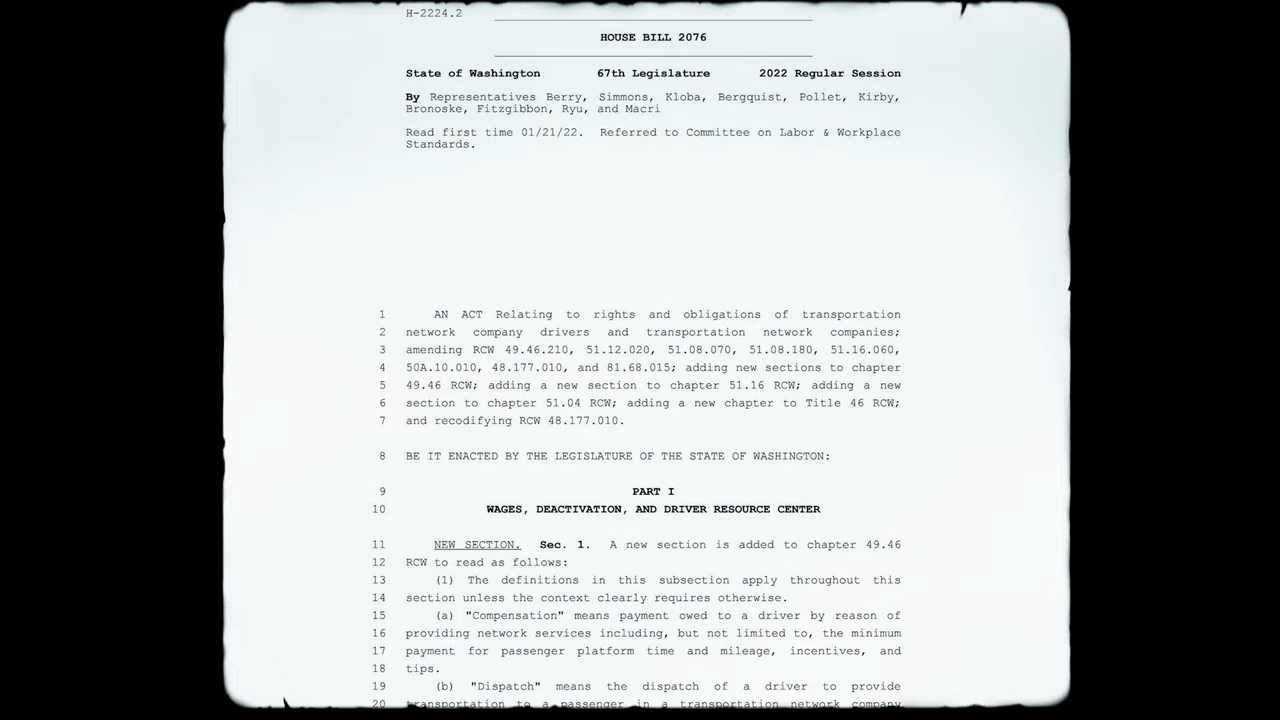 H-2224.2
HOUSE BILL 2076
State of Washington 67th Legislature 2022 Regular Session
By Representatives Berry, Simmons, Kloba, Bergquist, Pollet, Kirby,
Bronoske, Fitzgibbon, Ryu, and Macri
Read first time 01/21/22. Referred to Committee on Labor & Workplace
Standards.
1 AN ACT Relating to rights and obligations of transportation
2 network company drivers and transportation network companies;
3 amending RCW 49.46.210, 51.12.020, 51.08.070, 51.08.180, 51.16.060,
4 50A.10.010, 48.177.010, and 81.68.015; adding new sections to chapter
5 49.46 RCW; adding a new section to chapter 51.16 RCW; adding a new
6 section to chapter 51.04 RCW; adding a new chapter to Title 46 RCW;
7 and recodifying RCW 48.177.010.
8 BE IT ENACTED BY THE LEGISLATURE OF THE STATE OF WASHINGTON:
9 PART I
10 WAGES, DEACTIVATION, AND DRIVER RESOURCE CENTER
11 NEW SECTION. Sec. 1. A new section is added to chapter 49.46
12 RCW to read as follows:
13 (1) The definitions in this subsection apply throughout this
14 section unless the context clearly requires otherwise.
15 (a) "Compensation" means payment owed to a driver by reason of
16 providing network services including, but not limited to, the minimum
17 payment for passenger platform time and mileage, incentives, and
18 tips.
19 (b) "Dispatch" means the dispatch of a driver to provide
20 transportation to a passenger in a transportation network company